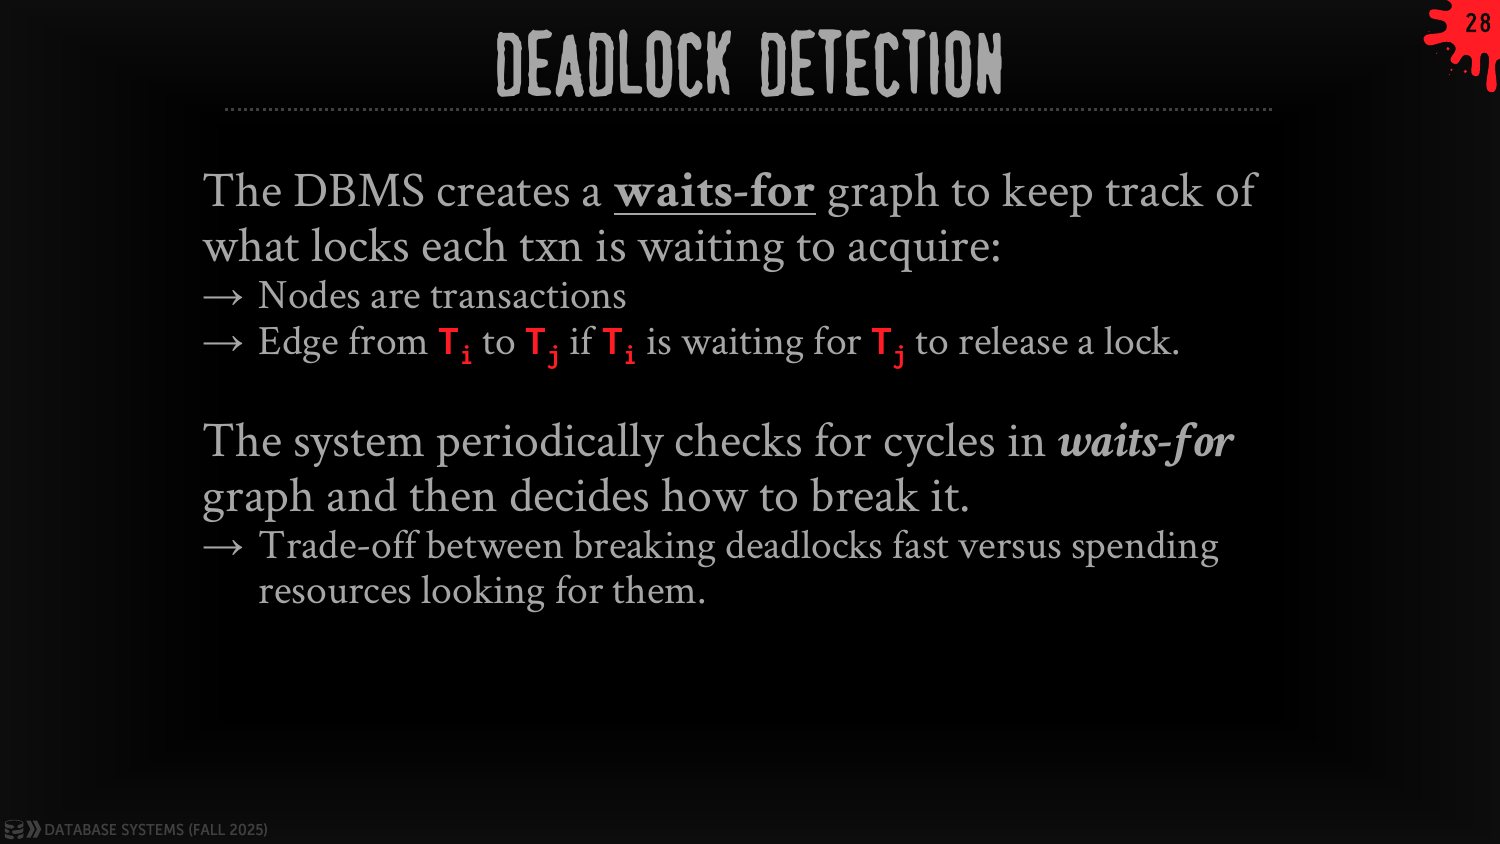 28
DEADLOCK DETECTION
The DBMS creates a waits-for graph to keep track of
what locks each txn is waiting to acquire:
→ Nodes are transactions
→ Edge from Ti to Tj if Ti is waiting for Tj to release a lock.
The system periodically checks for cycles in waits-for
graph and then decides how to break it.
→ Trade-off between breaking deadlocks fast versus spending
resources looking for them.
DATABASE SYSTEMS (FALL 2025)